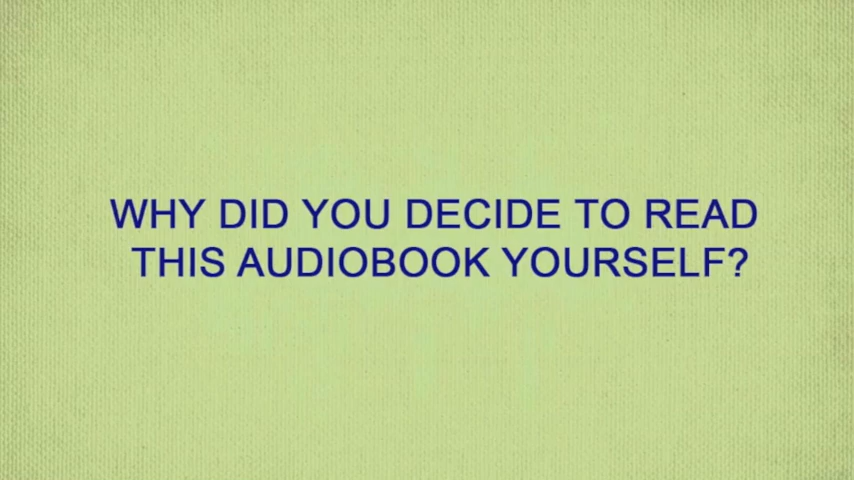 WHY DID YOU DECIDE TO READ
THIS AUDIOBOOK YOURSELF?